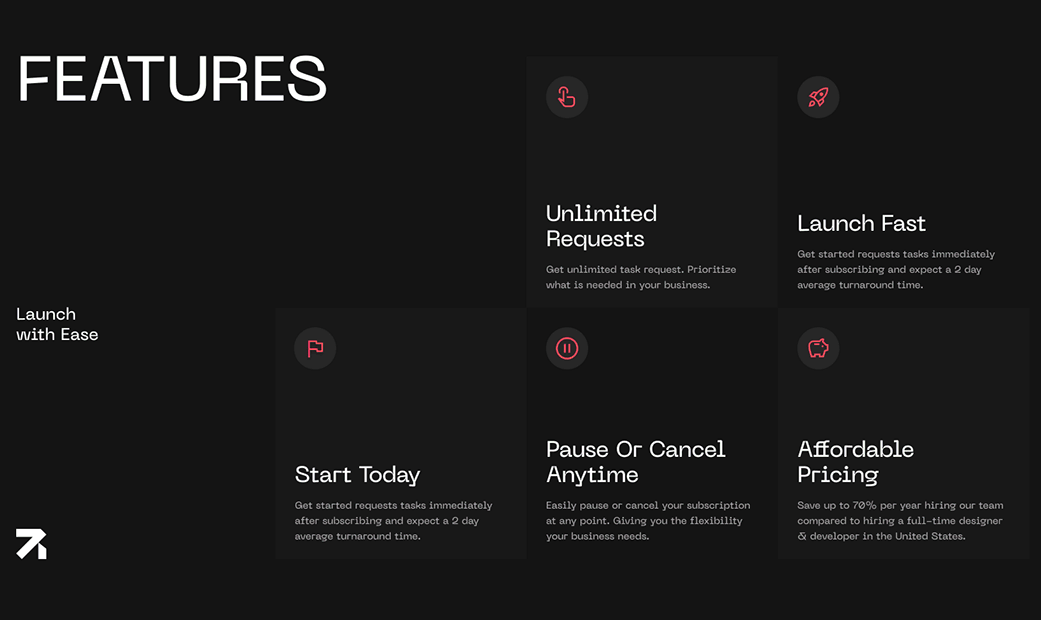 FEATURES
Unlimited
Requests
Get unlimited task request. Prioritize
what is needed in your business.
Launch Fast
Get started requests tasks immediately
after subscribing and expect a 2 day
average turnaround time.
Launch
with Ease
Start Today
Get started requests tasks immediately
after subscribing and expect a 2 day
average turnaround time.
Pause Or Cancel
Anytime
Easily pause or cancel your subscription
at any point. Giving you the flexibility
your business needs.
Affordable
Pricing
Save up to 70% per year hiring our team
compared to hiring a full-time designer
& developer in the United States.